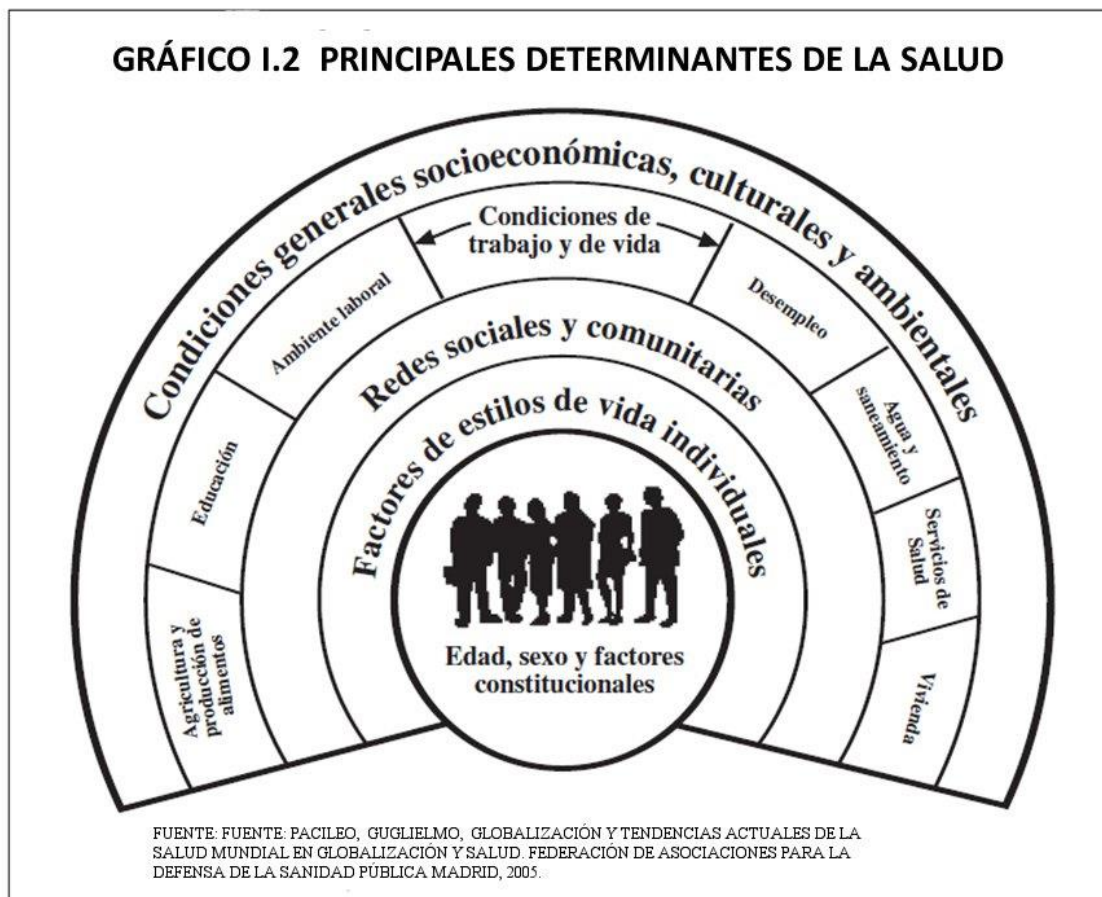 GRÁFICO I.2 PRINCIPALES DETERMINANTES DE LA SALUD
Condiciones generales socioeconómicas, culturales y ambientales
Condiciones de
trabajo y de vida
Agricultura y
producción de
alimentos
Educación
Ambiente laboral
Desempleo
Agua y
saneamiento
Servicios de
Salud
Vivienda
Redes sociales y comunitarias
Factores de estilos de vida individuales
Edad, sexo y factores
constitucionales
FUENTE: FUENTE: PACILEO, GUGLIELMO, GLOBALIZACIÓN Y TENDENCIAS ACTUALES DE LA
SALUD MUNDIAL EN GLOBALIZACIÓN Y SALUD. FEDERACIÓN DE ASOCIACIONES PARA LA
DEFENSA DE LA SANIDAD PÚBLICA MADRID, 2005.